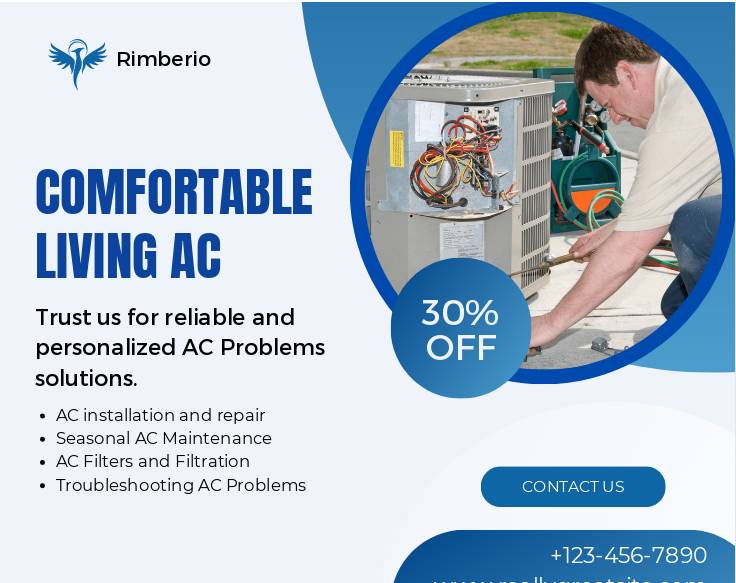 Rimberio
COMFORTABLE
LIVING AC
Trust us for reliable and
personalized AC Problems
solutions.
• AC installation and repair
• Seasonal AC Maintenance
• AC Filters and Filtration
• Troubleshooting AC Problems
30%
OFF
CONTACT US
+123-456-7890